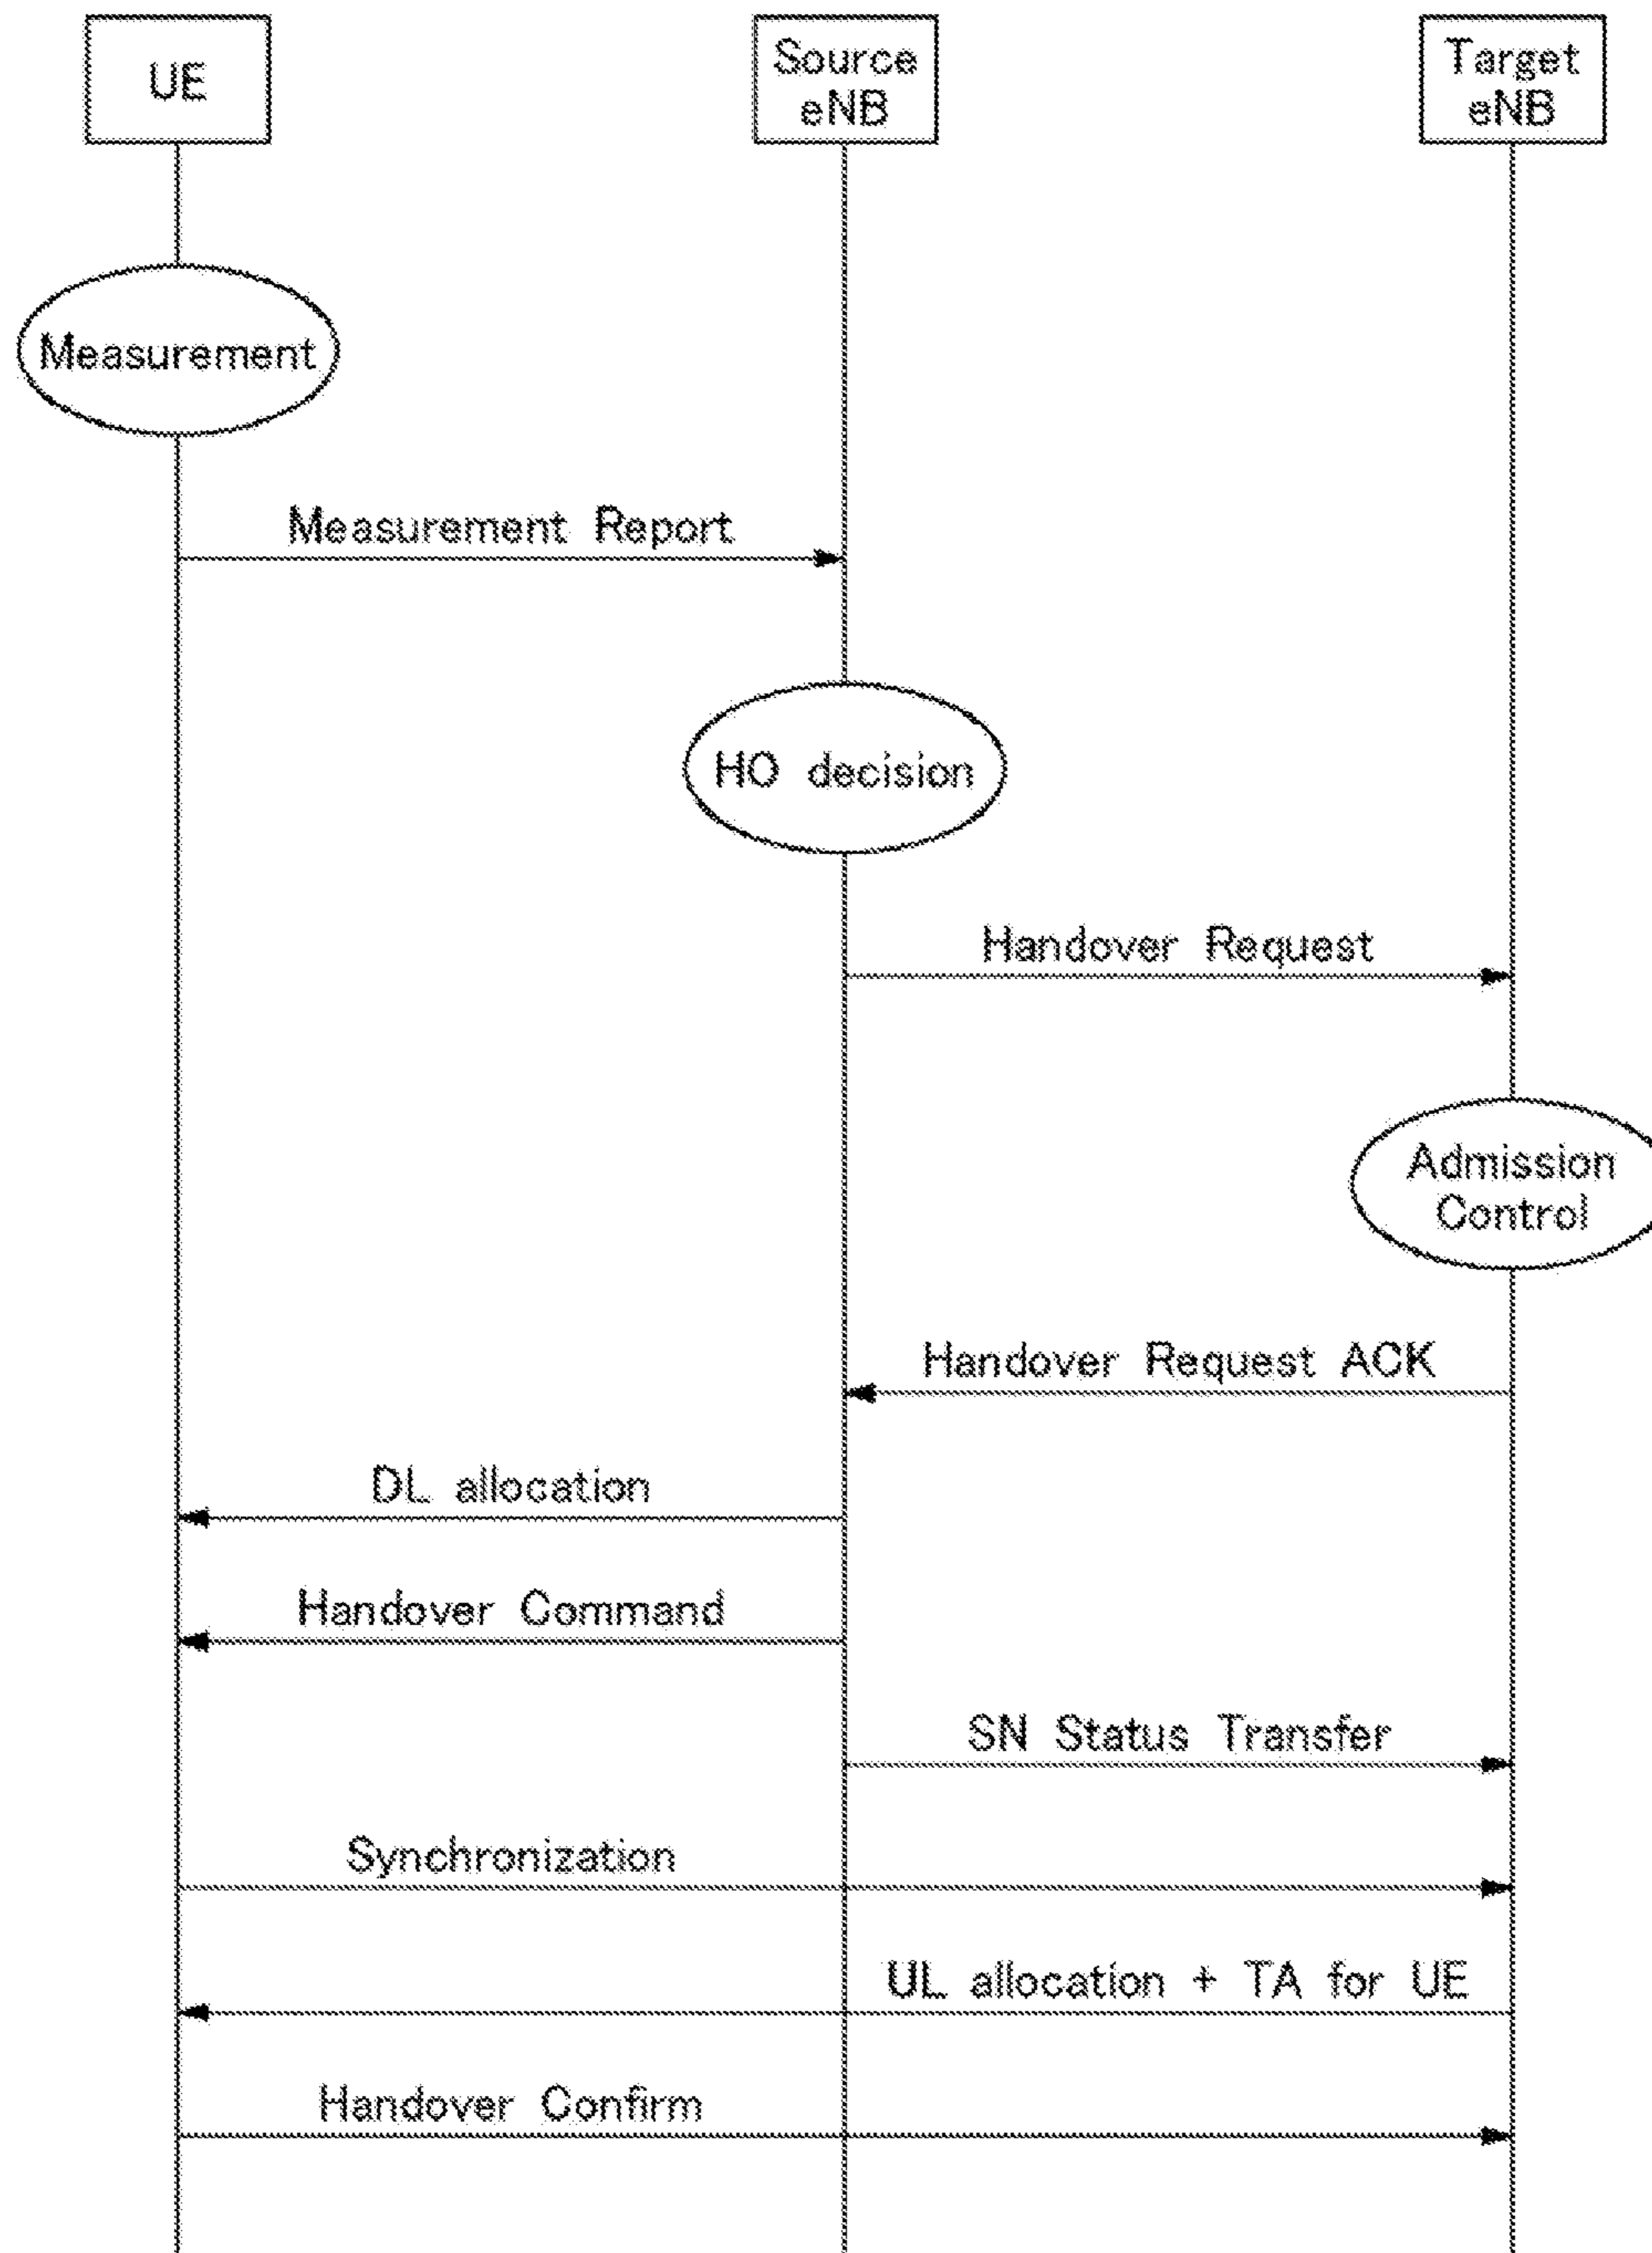 UE
Source
eNB
Target
eNB
Measurement
Measurement Report
HO decision
Handover Request
Admission
Control
Handover Request ACK
DL allocation
Handover Command
SN Status Transfer
Synchronization
UL allocation + TA for UE
Handover Confirm